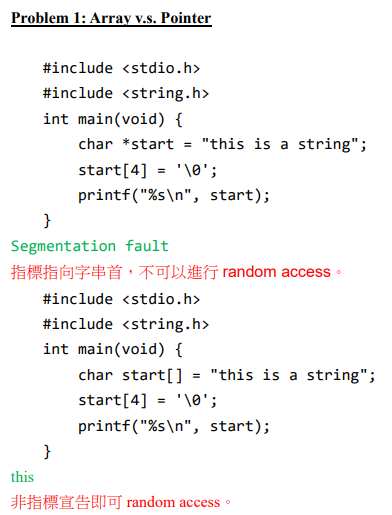 Problem 1: Array v.s. Pointer
#include <stdio.h>
#include <string.h>
int main(void) {
char *start = "this is a string";
start[4] = '\0';
printf("%s\n", start);
}
Segmentation fault
指標指向字串首，不可以進行 random access。
#include <stdio.h>
#include <string.h>
int main(void) {
char start[] = "this is a string";
start[4] = '\0';
printf("%s\n", start);
}
this
非指標宣告即可 random access。